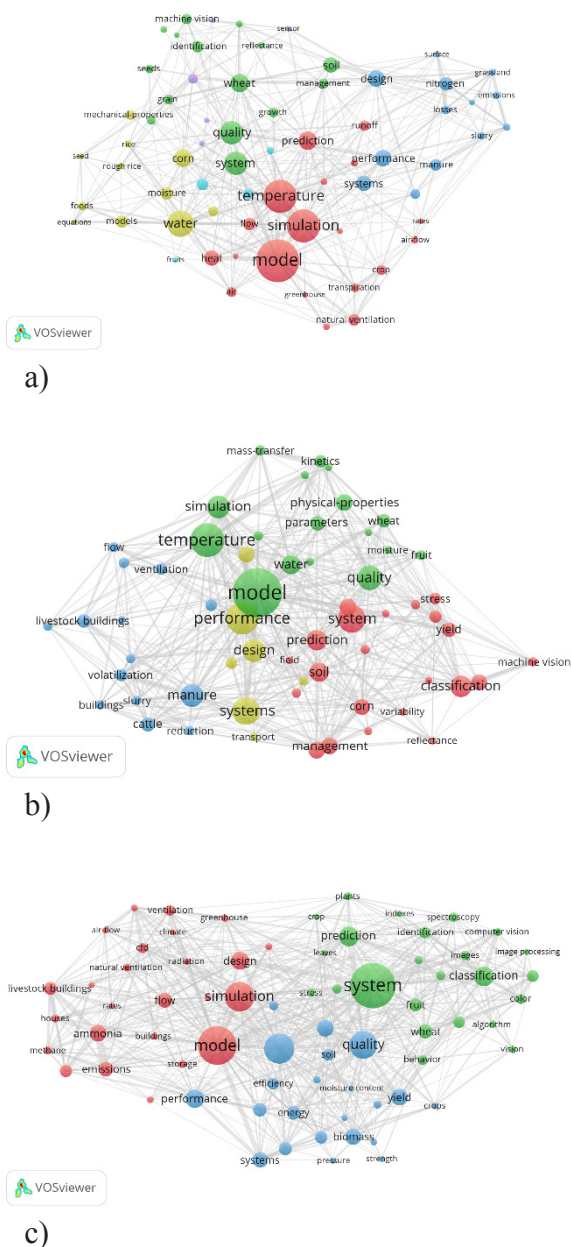 machine vision
sensor
identification
reflectance
surface
seeds
soil
wheat
management
design
nitrogen
grassland
emissions
grain
mechanical-properties
growth
losses
runoff
quality
prediction
slurry
rice
seed
corn
system
performance
manure
rough rice
systems
moisture
temperature
foods
equations
models
water
flow
simulation
rates
air-flow
fruits
heat
model
crop
transpiration
air
greenhouse
natural ventilation
VOSviewer
a)
mass-transfer
kinetics
simulation
physical-properties
parameters
wheat
temperature
flow
water
moisture
fruit
ventilation
quality
model
stress
livestock buildings
performance
system
yield
prediction
design
field
machine vision
volatilization
soil
classification
manure
buildings
slurry
systems
corn
variability
cattle
reduction
transport
management
reflectance
VOSviewer
b)
plants
ventilation
greenhouse
crop
indexes
spectroscopy
airflow
climate
prediction
identification
computer vision
cfd
leaves
images
image processing
natural ventilation
radiation
design
system
classification
livestock buildings
rates
flow
simulation
stress
fruit
color
houses
ammonia
buildings
model
soil
quality
wheat
algorithm
methane
emissions
storage
behavior
vision
efficiency
moisture content
performance
energy
yield
crops
biomass
systems
pressure
strength
VOSviewer
c)